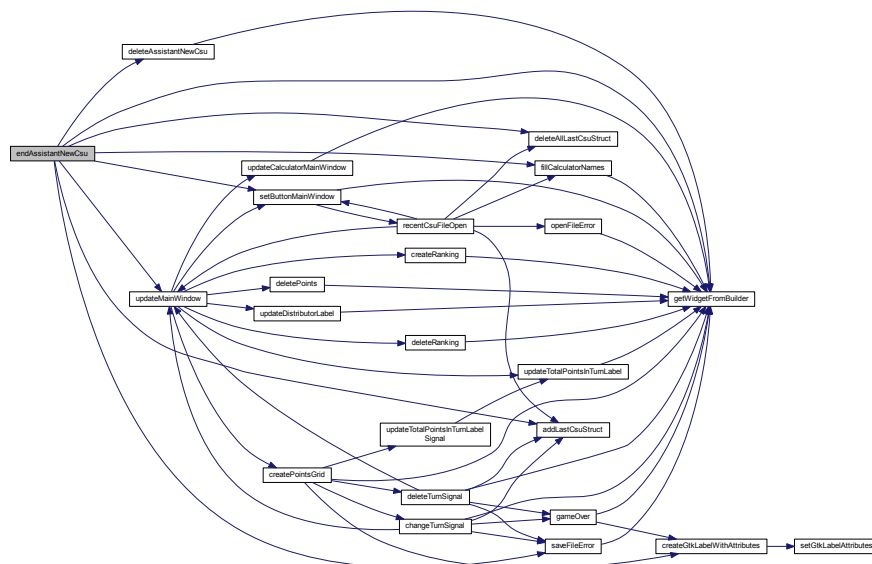 deleteAssistantNewCsu
deleteAllLastCsuStruct
endAssistantNewCsu
updateCalculatorMainWindow
fillCalculatorNames
setButtonMainWindow
recentCsuFileOpen
openFileError
createRanking
deletePoints
updateMainWindow
getWidgetFromBuilder
updateDistributorLabel
deleteRanking
updateTotalPointsInTurnLabel
updateTotalPointsInTurnLabel
Signal
addLastCsuStruct
createPointsGrid
deleteTurnSignal
gameOver
changeTurnSignal
saveFileError
createGtkLabelWithAttributes
setGtkLabelAttributes